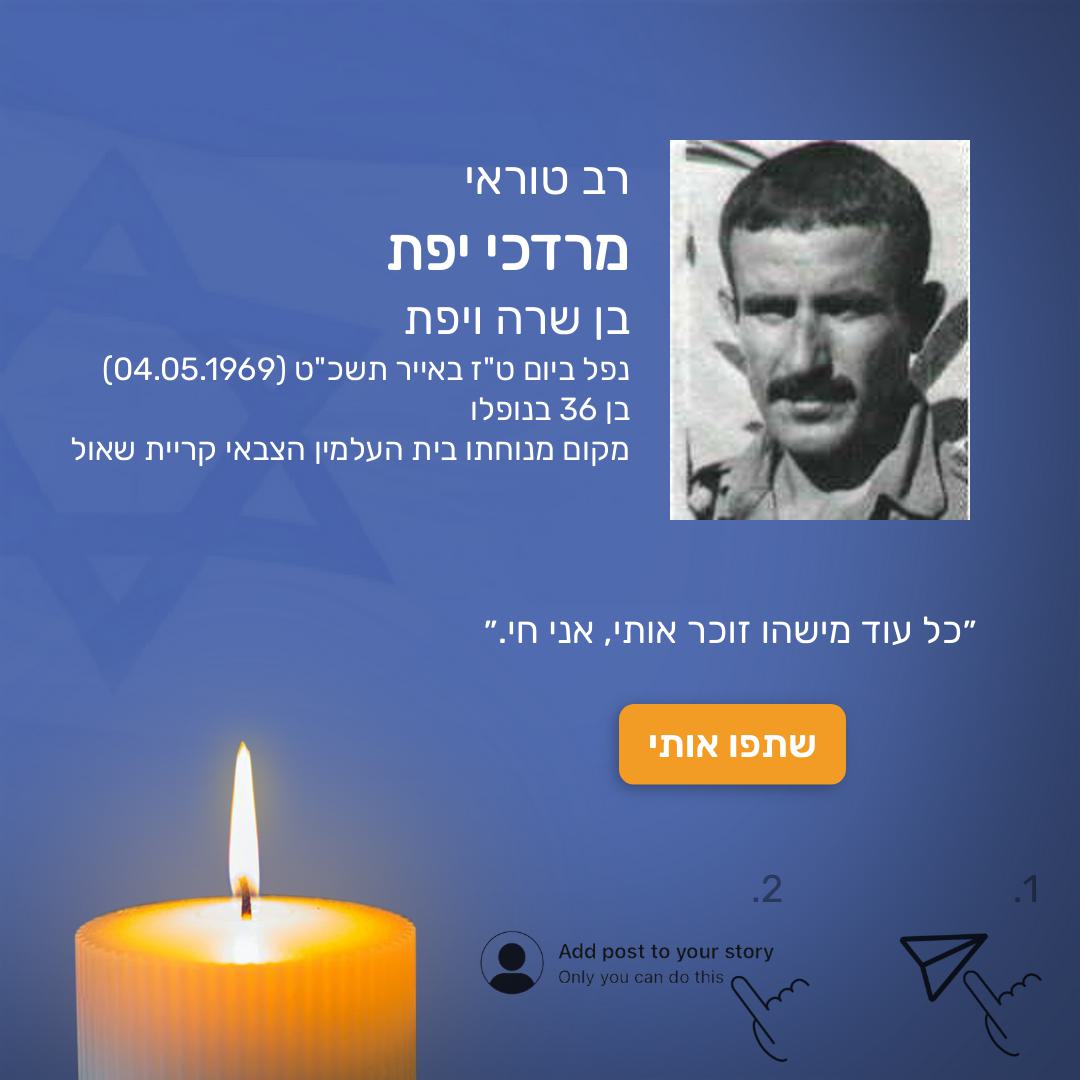 רב טוראי
מרדכי יפת
בן שרה ויפת
נפל ביום ט"ז באייר תשכ"ט (04.05.1969)
בן 36 בנופלו
מקום מנוחתו בית העלמין הצבאי קריית שאול
״כל עוד מישהו זוכר אותי, אני חי.״
שתפו אותי
.1
.2
Add post to your story
Only you can do this